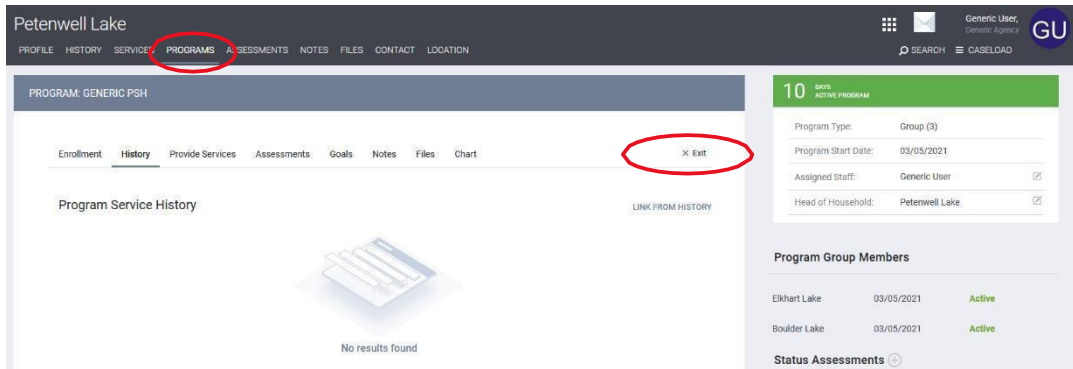 Petenwell Lake
PROFILE HISTORY SERVICES PROGRAMS ASSESSMENTS NOTES FILES CONTACT LOCATION
Generic User,
Generic Agency
GU
SEARCH CASELOAD
PROGRAM: GENERIC PSH
Enrollment History Provide Services Assessments Goals Notes Files Chart × Exit
Program Service History LINK FROM HISTORY
No results found
10 DAYS
ACTIVE PROGRAM
Program Type: Group (3)
Program Start Date: 03/05/2021
Assigned Staff: Generic User
Head of Household: Petenwell Lake
Program Group Members
Elkhart Lake 03/05/2021 Active
Boulder Lake 03/05/2021 Active
Status Assessments